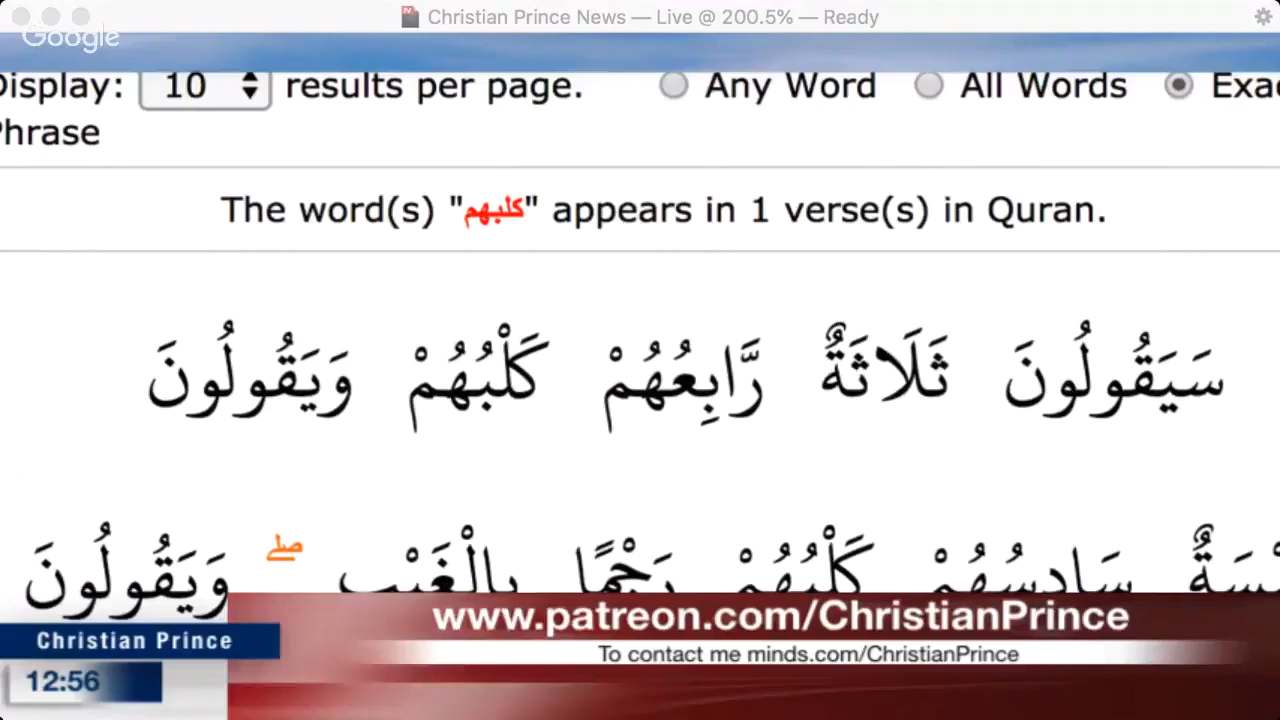 Christian Prince News — Live @ 200.5% — Ready
Google
Display: 10 results per page. Any Word All Words
Phrase
The word(s) "كلبهم" appears in 1 verse(s) in Quran.
سَيَقُولُونَ ثَلَاثَةٌ رَّابِعُهُمْ كَلْبُهُمْ وَيَقُولُونَ
سَادِسُهُمْ كَلْبُهُمْ رَجْمًا بِالْغَيْبِ ۖ وَيَقُولُونَ
www.patreon.com/ChristianPrince
Christian Prince
To contact me minds.com/ChristianPrince
12:56